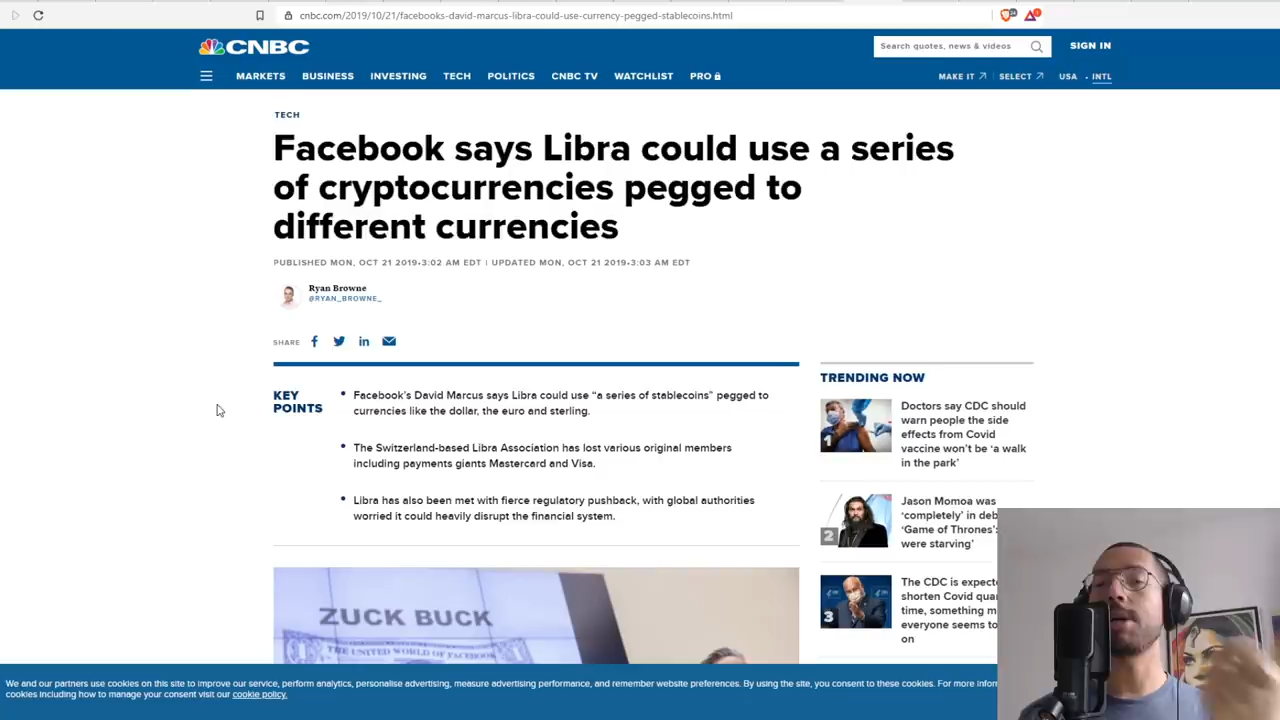 cnbc.com/2019/10/21/facebooks-david-marcus-libra-could-use-currency-pegged-stablecoins.html
CNBC
Search quotes, news & videos
SIGN IN
MARKETS BUSINESS INVESTING TECH POLITICS CNBC TV WATCHLIST PRO
MAKE IT SELECT USA • INTL
TECH
Facebook says Libra could use a series
of cryptocurrencies pegged to
different currencies
PUBLISHED MON, OCT 21 2019•3:02 AM EDT | UPDATED MON, OCT 21 2019•3:03 AM EDT
Ryan Browne
@RYAN_BROWNE_
SHARE
KEY
POINTS
• Facebook's David Marcus says Libra could use “a series of stablecoins” pegged to
currencies like the dollar, the euro and sterling.
• The Switzerland-based Libra Association has lost various original members
including payments giants Mastercard and Visa.
• Libra has also been met with fierce regulatory pushback, with global authorities
worried it could heavily disrupt the financial system.
ZUCK BUCK
THE UNITED WORLD OF FACEBOOK
TRENDING NOW
1
Doctors say CDC should
warn people the side
effects from Covid
vaccine won't be ‘a walk
in the park’
2
Jason Momoa was
‘completely’ in deb
‘Game of Thrones’:
were starving’
3
The CDC is expect
shorten Covid qua
time, something m
everyone seems to
on
We and our partners use cookies on this site to improve our service, perform analytics, personalise advertising, measure advertising performance, and remember website preferences. By using the site, you consent to these cookies. For more inform
cookies including how to manage your consent visit our cookie policy.